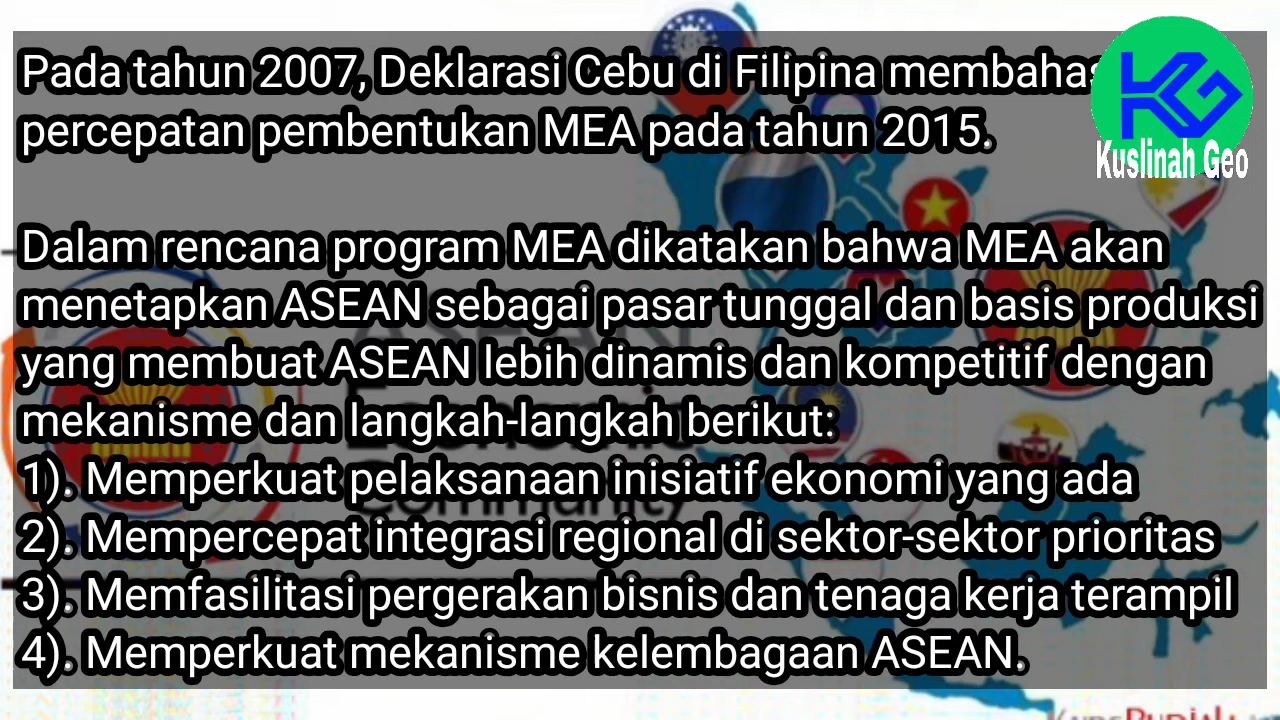 Pada tahun 2007, Deklarasi Cebu di Filipina membahas
percepatan pembentukan MEA pada tahun 2015.
Kuslinah Geo
Dalam rencana program MEA dikatakan bahwa MEA akan
menetapkan ASEAN sebagai pasar tunggal dan basis produksi
yang membuat ASEAN lebih dinamis dan kompetitif dengan
mekanisme dan langkah-langkah berikut:
1). Memperkuat pelaksanaan inisiatif ekonomi yang ada
2). Mempercepat integrasi regional di sektor-sektor prioritas
3). Memfasilitasi pergerakan bisnis dan tenaga kerja terampil
4). Memperkuat mekanisme kelembagaan ASEAN.